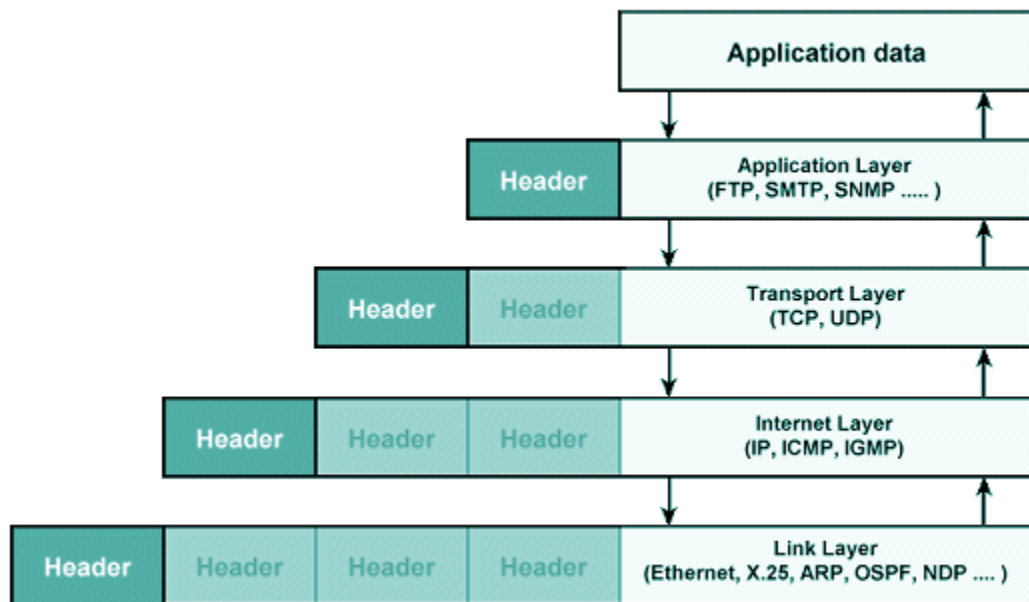 Application data
Header
Application Layer
(FTP, SMTP, SNMP ..... )
Header Header
Transport Layer
(TCP, UDP)
Header Header Header
Internet Layer
(IP, ICMP, IGMP)
Header Header Header Header
Link Layer
(Ethernet, X.25, ARP, OSPF, NDP .... )